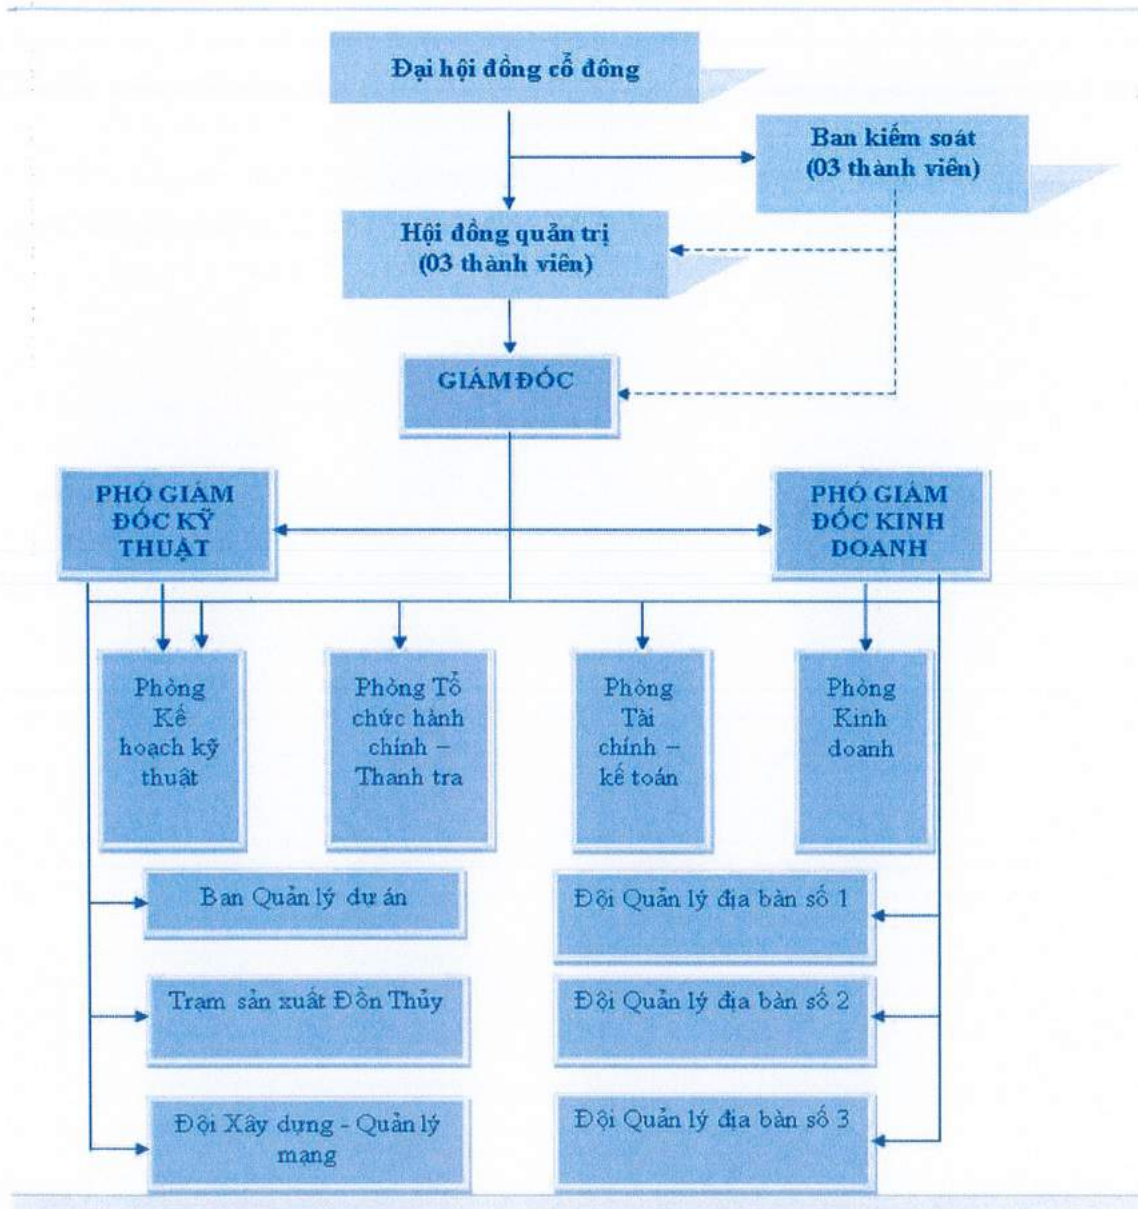 Đại hội đồng cổ đông
Ban kiểm soát
(03 thành viên)
Hội đồng quản trị
(03 thành viên)
GIÁM ĐỐC
PHÓ GIÁM
ĐỐC KỸ
THUẬT
PHÓ GIÁM
ĐỐC KINH
DOANH
Phòng
Kế
hoạch kỹ
thuật
Phòng Tổ
chức hành
chính –
Thanh tra
Phòng
Tài
chính –
kế toán
Phòng
Kinh
doanh
Ban Quản lý dự án
Đội Quản lý địa bàn số 1
Trạm sản xuất Đồn Thủy
Đội Quản lý địa bàn số 2
Đội Xây dựng - Quản lý
mạng
Đội Quản lý địa bàn số 3